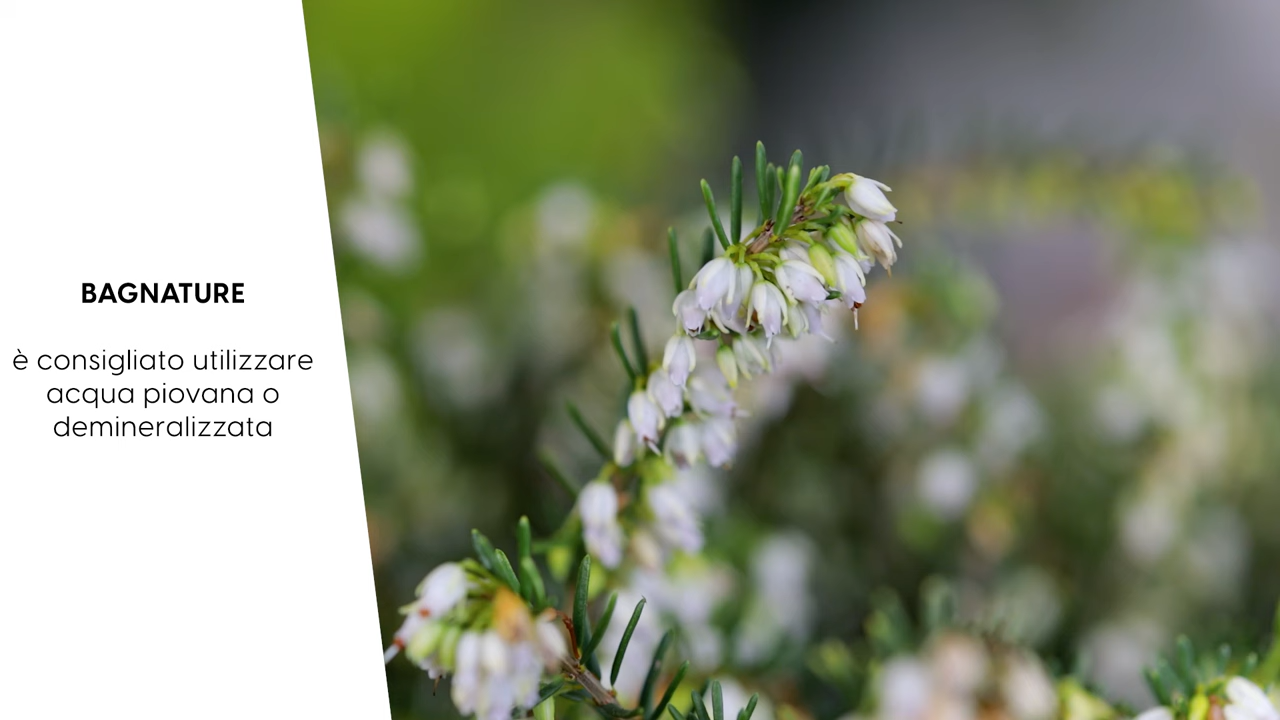 BAGNATURE
è consigliato utilizzare
acqua piovana o
demineralizzata